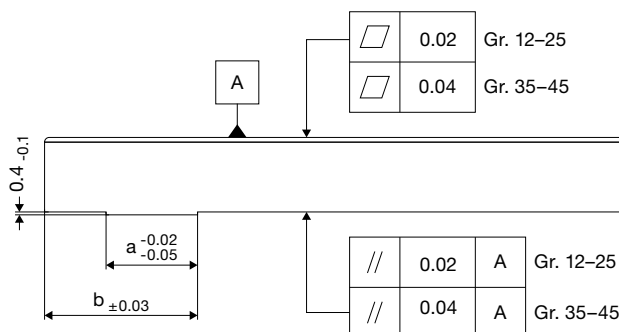 0.02 Gr. 12–25
A
0.04 Gr. 35–45
0.4 -0.1
a -0.02 -0.05
// 0.02 A Gr. 12–25
b ±0.03
// 0.04 A Gr. 35–45